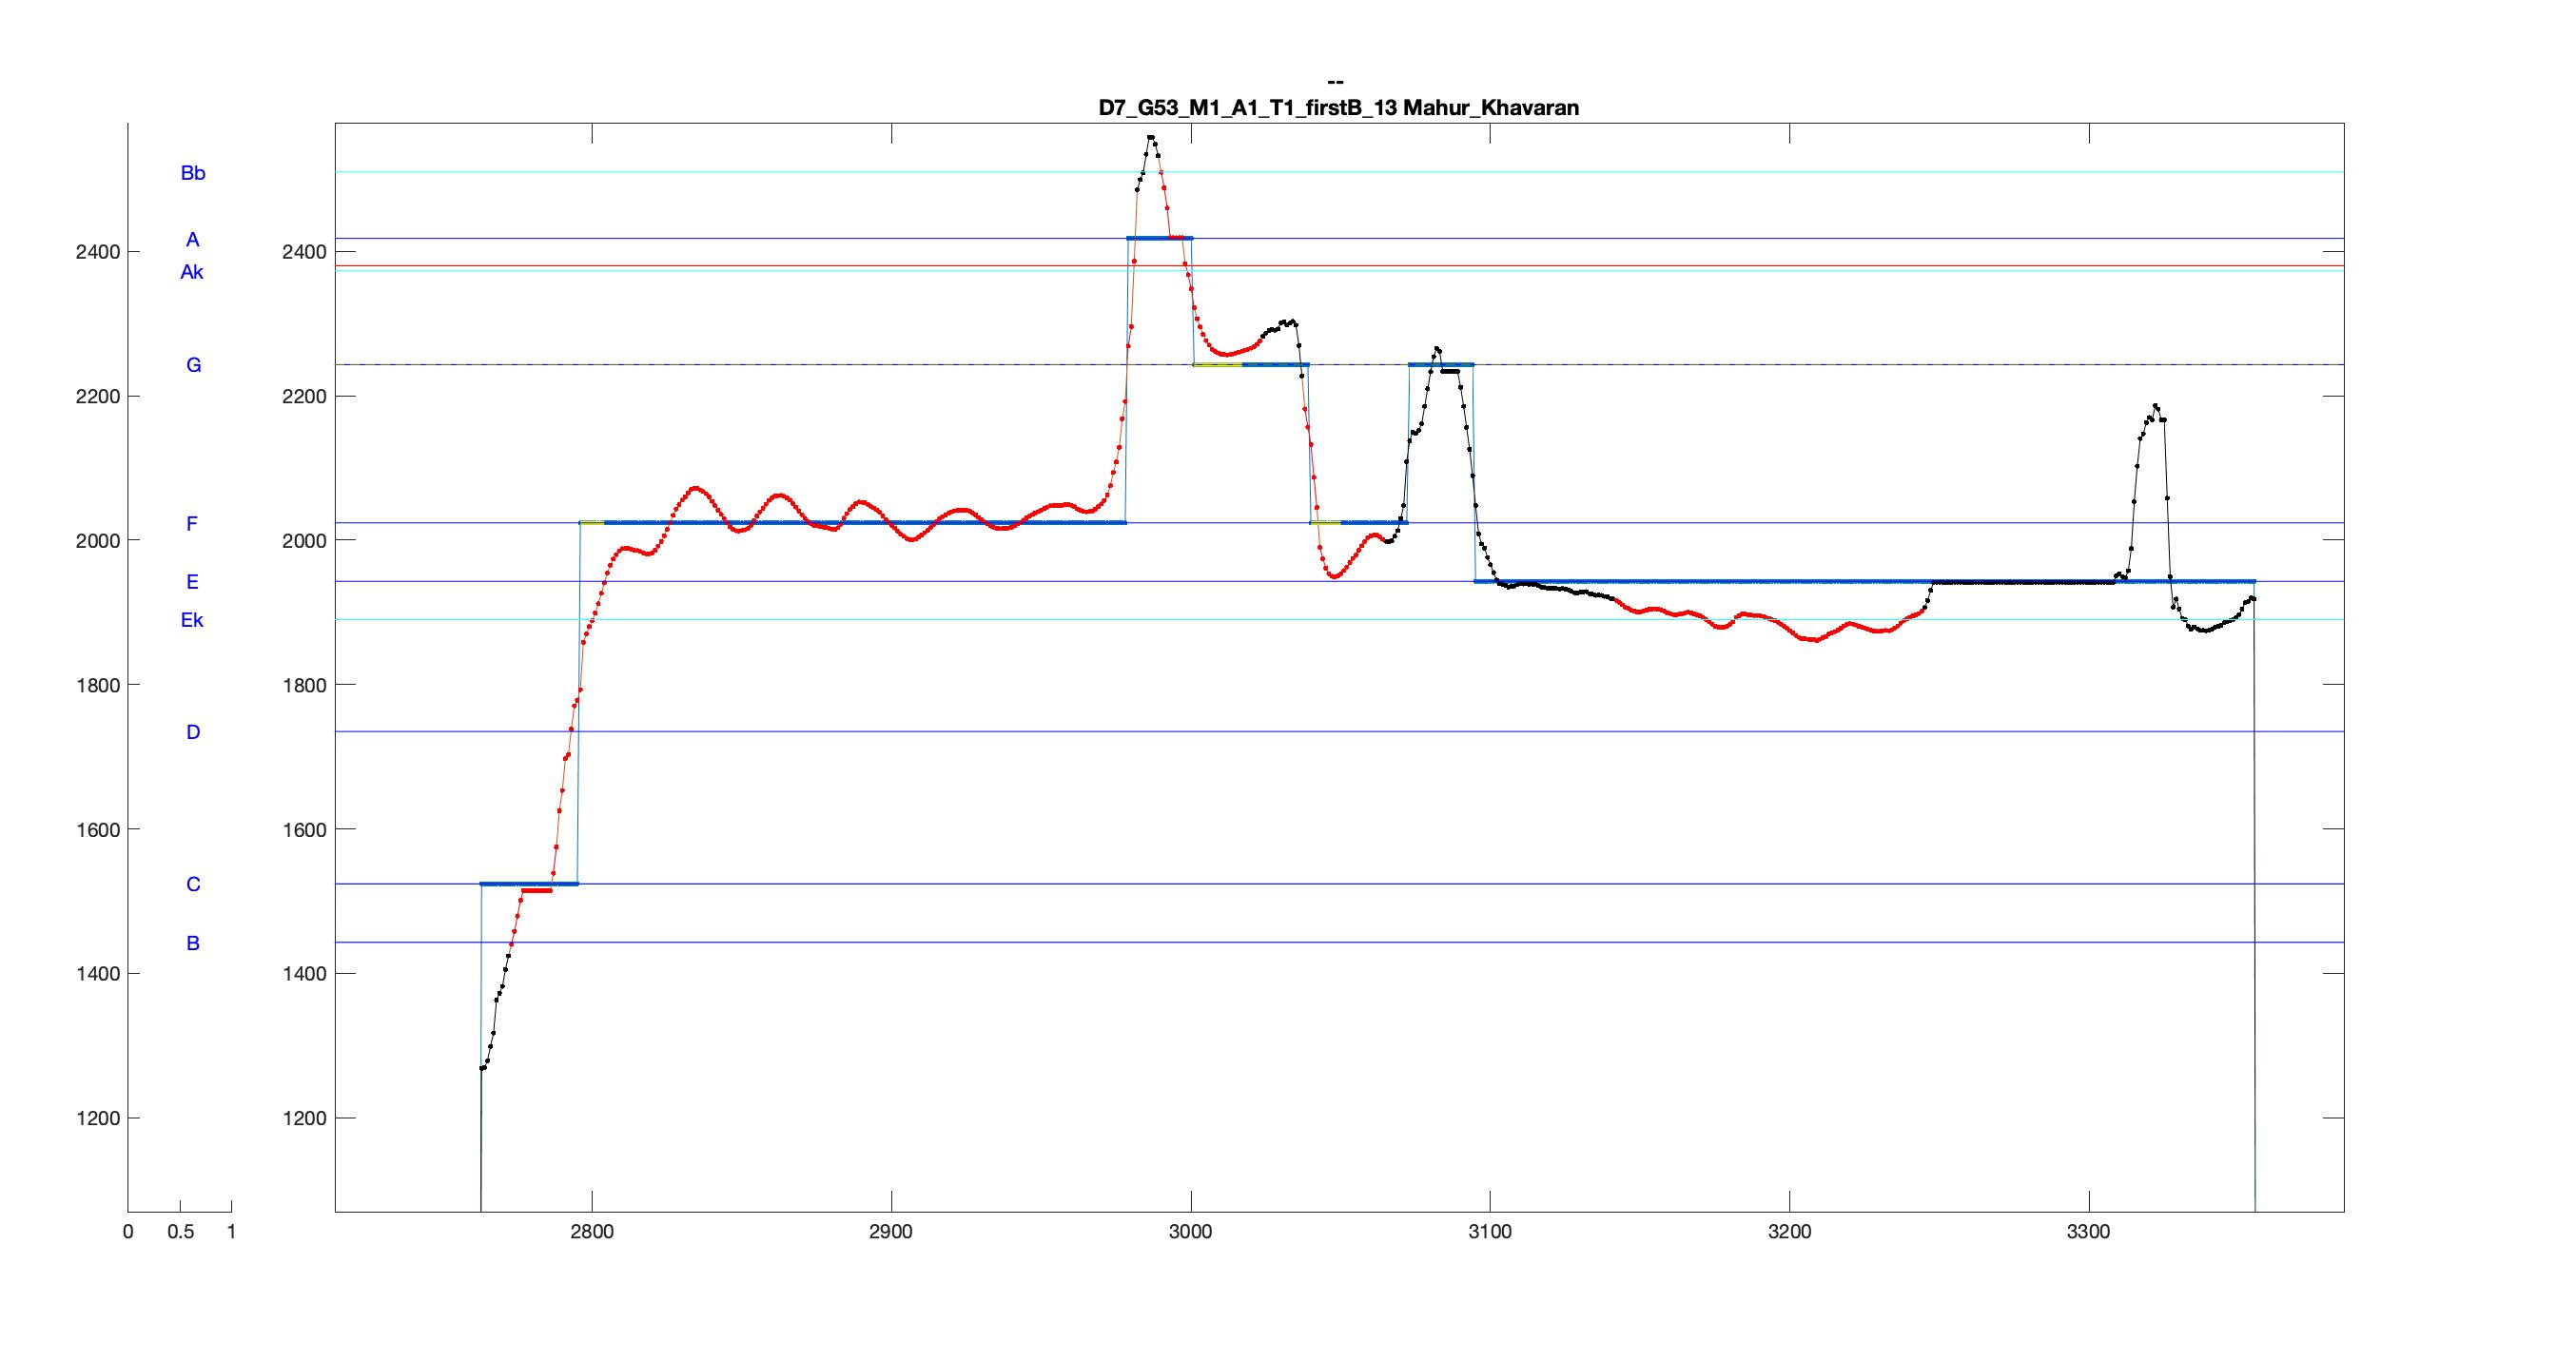 --
D7_G53_M1_A1_T1_firstB_13 Mahur_Khavaran
Bb
A
2400 2400
Ak
G
2200 2200
F
2000 2000
E
Ek
1800 1800
D
1600 1600
C
B
1400 1400
1200 1200
0 0.5 1 2800 2900 3000 3100 3200 3300